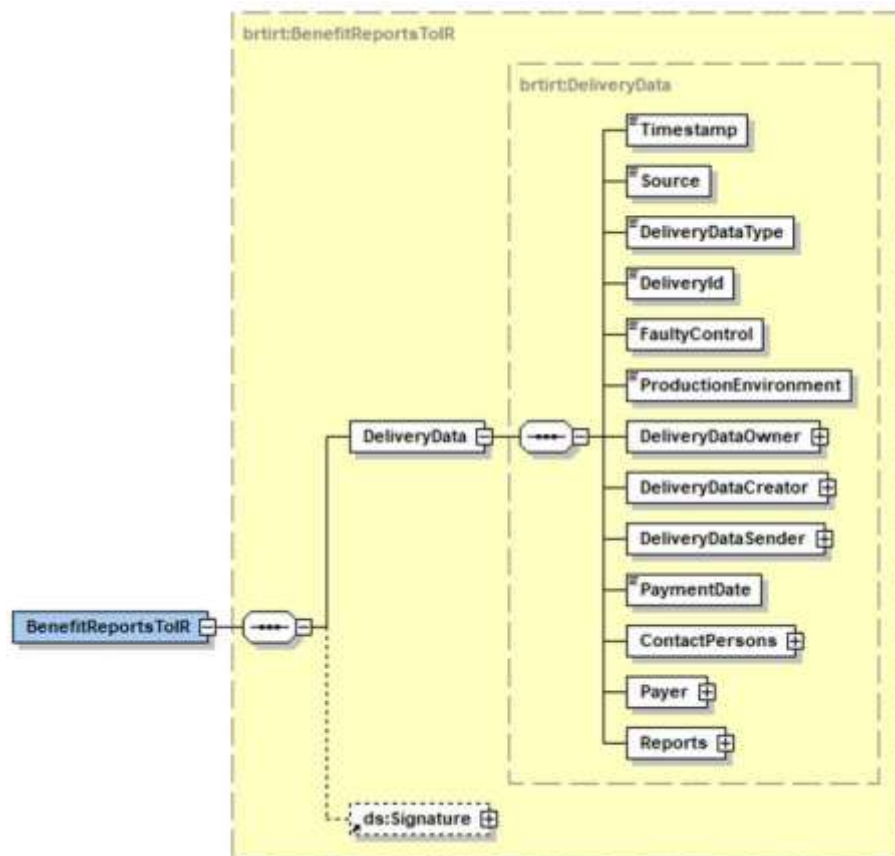 brtirt:BenefitReportsToIR
brtirt:DeliveryData
Timestamp
Source
DeliveryDataType
DeliveryId
FaultyControl
ProductionEnvironment
DeliveryData
DeliveryDataOwner
DeliveryDataCreator
DeliveryDataSender
PaymentDate
BenefitReportsToIR
ContactPersons
Payer
Reports
ds:Signature